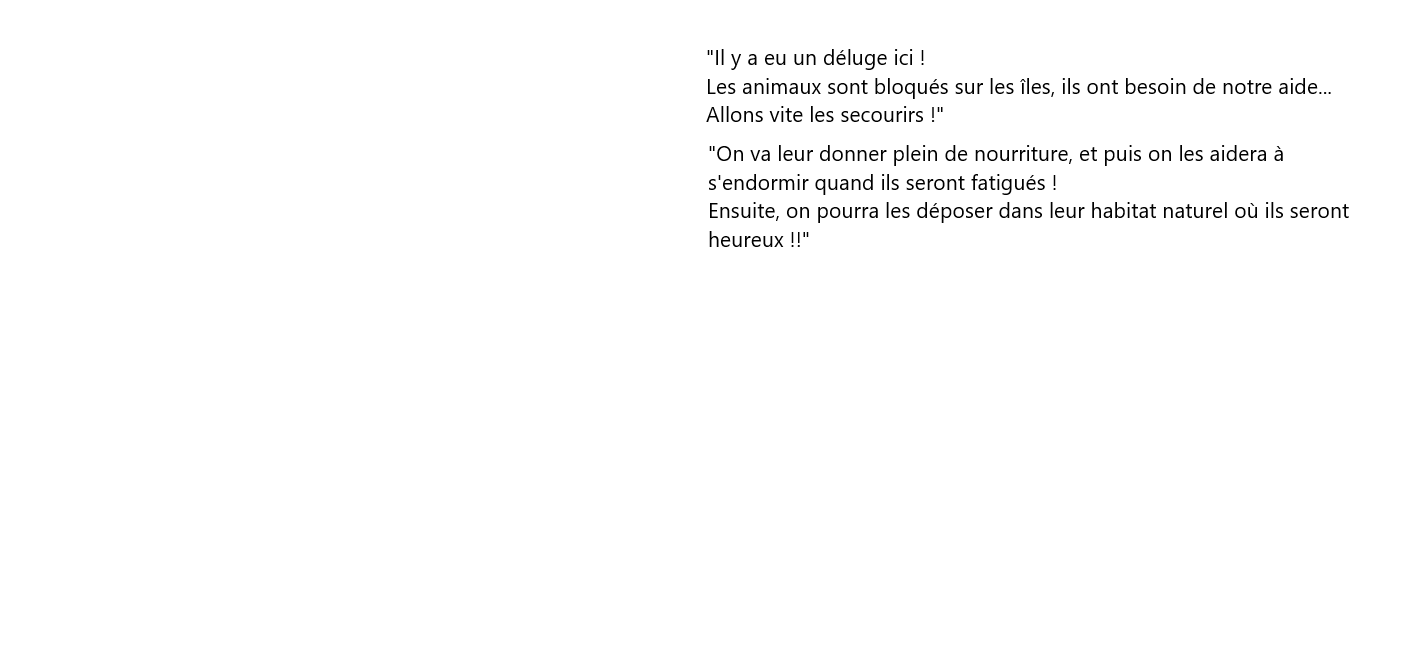 "Il y a eu un déluge ici !
Les animaux sont bloqués sur les îles, ils ont besoin de notre aide...
Allons vite les secourirs !"
"On va leur donner plein de nourriture, et puis on les aidera à
s'endormir quand ils seront fatigués !
Ensuite, on pourra les déposer dans leur habitat naturel où ils seront
heureux !!"